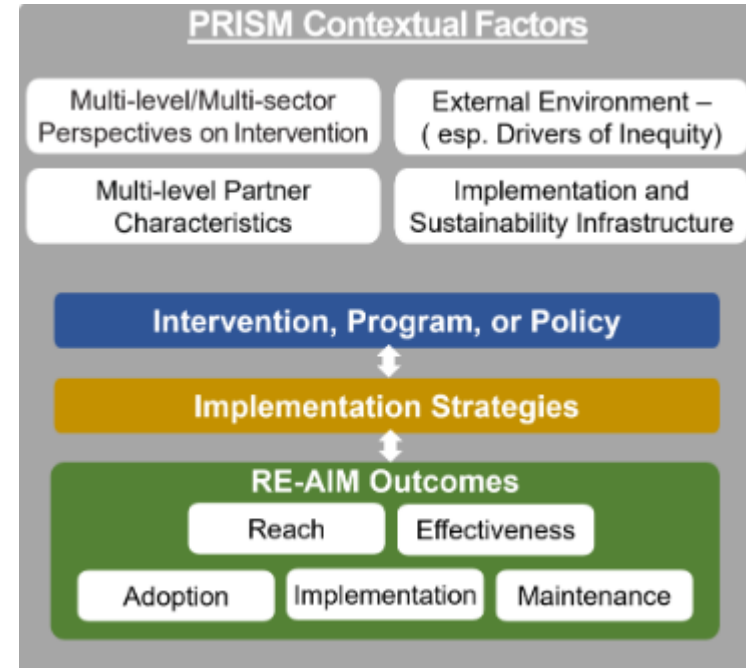 PRISM Contextual Factors
Multi-level/Multi-sector
Perspectives on Intervention
External Environment –
( esp. Drivers of Inequity)
Multi-level Partner
Characteristics
Implementation and
Sustainability Infrastructure
Intervention, Program, or Policy
Implementation Strategies
RE-AIM Outcomes
Reach
Effectiveness
Adoption
Implementation
Maintenance